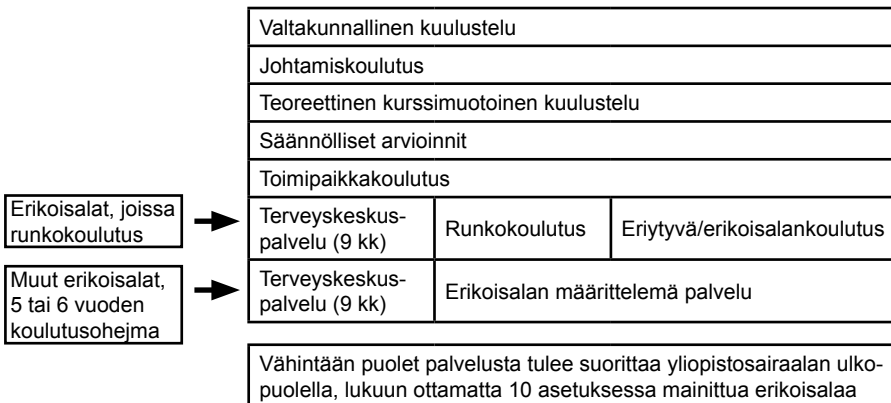 Valtakunnallinen kuulustelu
Johtamiskoulutus
Teoreettinen kurssimuotoinen kuulustelu
Säännölliset arvioinnit
Toimipaikkakoulutus
Erikoisalat, joissa
runkokoulutus
Terveyskeskus-
palvelu (9 kk)
Runkokoulutus
Eriytyvä/erikoisalankoulutus
Muut erikoisalat,
5 tai 6 vuoden
koulutusohejma
Terveyskeskus-
palvelu (9 kk)
Erikoisalan määrittelemä palvelu
Vähintään puolet palvelusta tulee suorittaa yliopistosairaalan ulko-
puolella, lukuun ottamatta 10 asetuksessa mainittua erikoisalaa